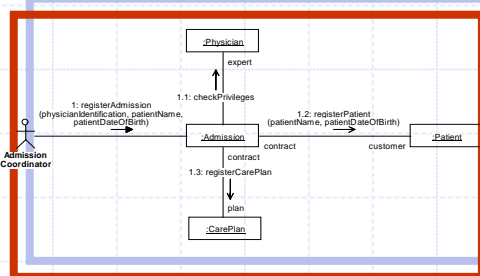 :Physician
expert
1.1: checkPrivileges
1: registerAdmission
(physicianIdentification, patientName,
patientDateOfBirth)
1.2: registerPatient
(patientName, patientDateOfBirth)
:Admission
:Patient
contract
customer
Admission
Coordinator
contract
1.3: registerCarePlan
plan
:CarePlan